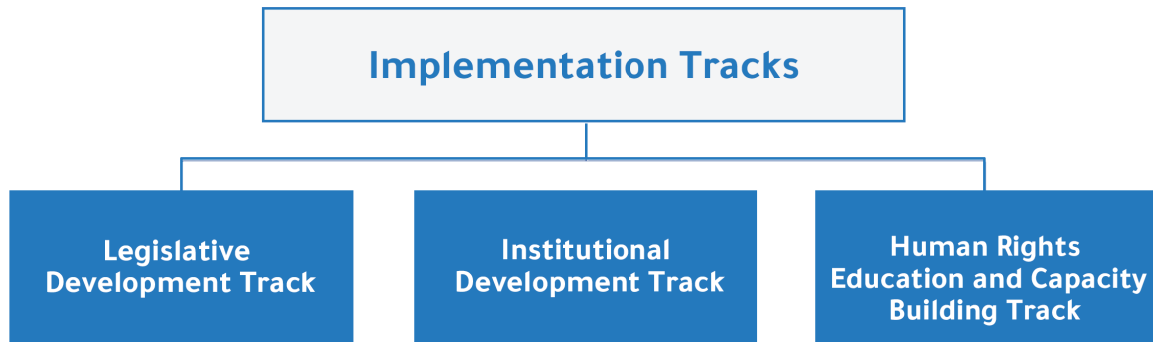 Implementation Tracks
Legislative
Development Track
Institutional
Development Track
Human Rights
Education and Capacity
Building Track